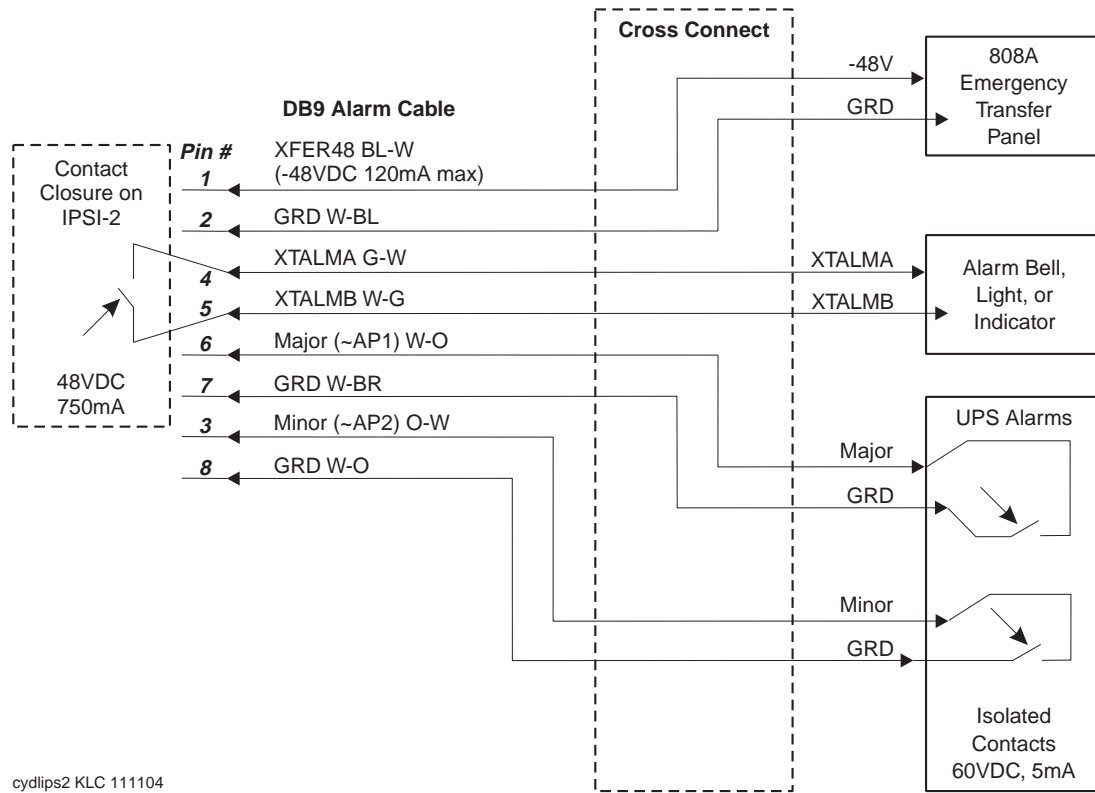 Cross Connect
DB9 Alarm Cable
Contact
Closure on
IPSI-2
48VDC
750mA
Pin #
1
XFER48 BL-W
(-48VDC 120mA max)
2
GRD W-BL
4
XTALMA G-W
5
XTALMB W-G
6
Major (~AP1) W-O
7
GRD W-BR
3
Minor (~AP2) O-W
8
GRD W-O
-48V
GRD
808A
Emergency
Transfer
Panel
XTALMA
XTALMB
Alarm Bell,
Light, or
Indicator
UPS Alarms
Major
GRD
Minor
GRD
Isolated
Contacts
60VDC, 5mA
cydlips2 KLC 111104